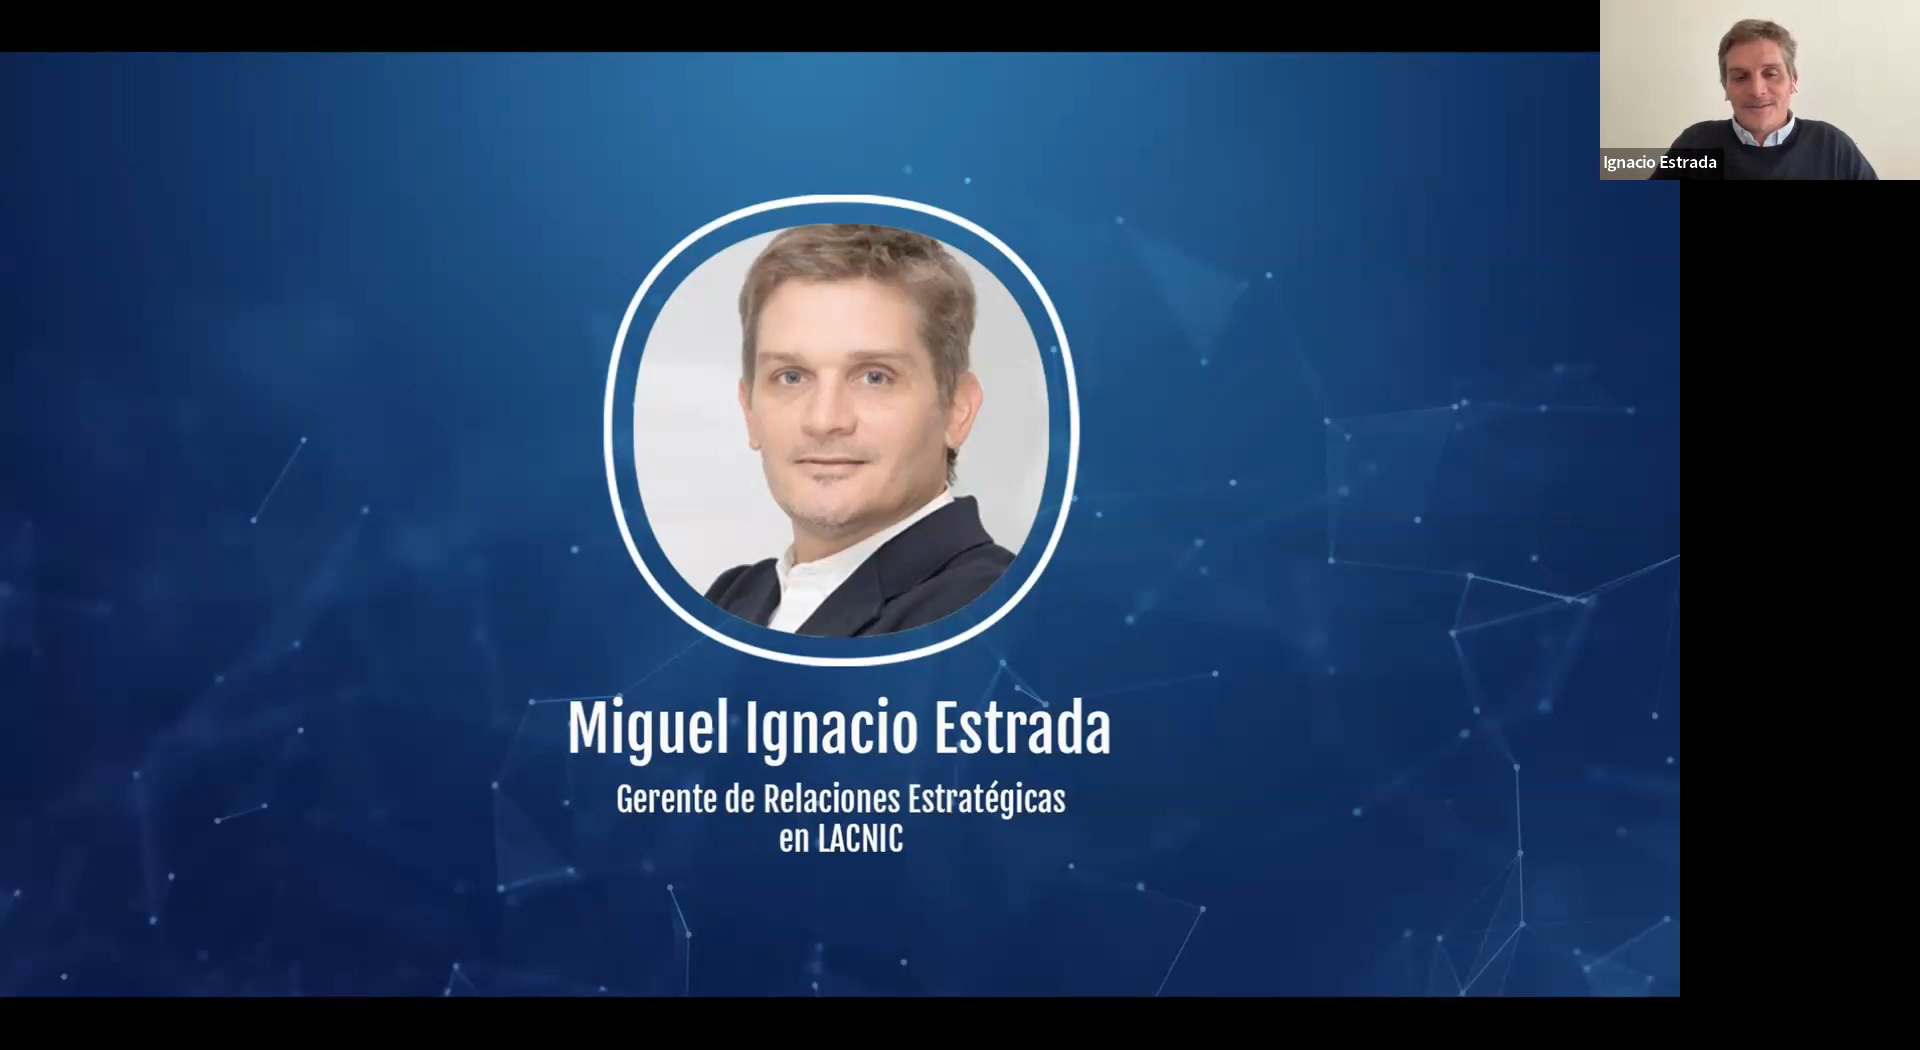 Ignacio Estrada
Miguel Ignacio Estrada
Gerente de Relaciones Estratégicas
en LACNIC